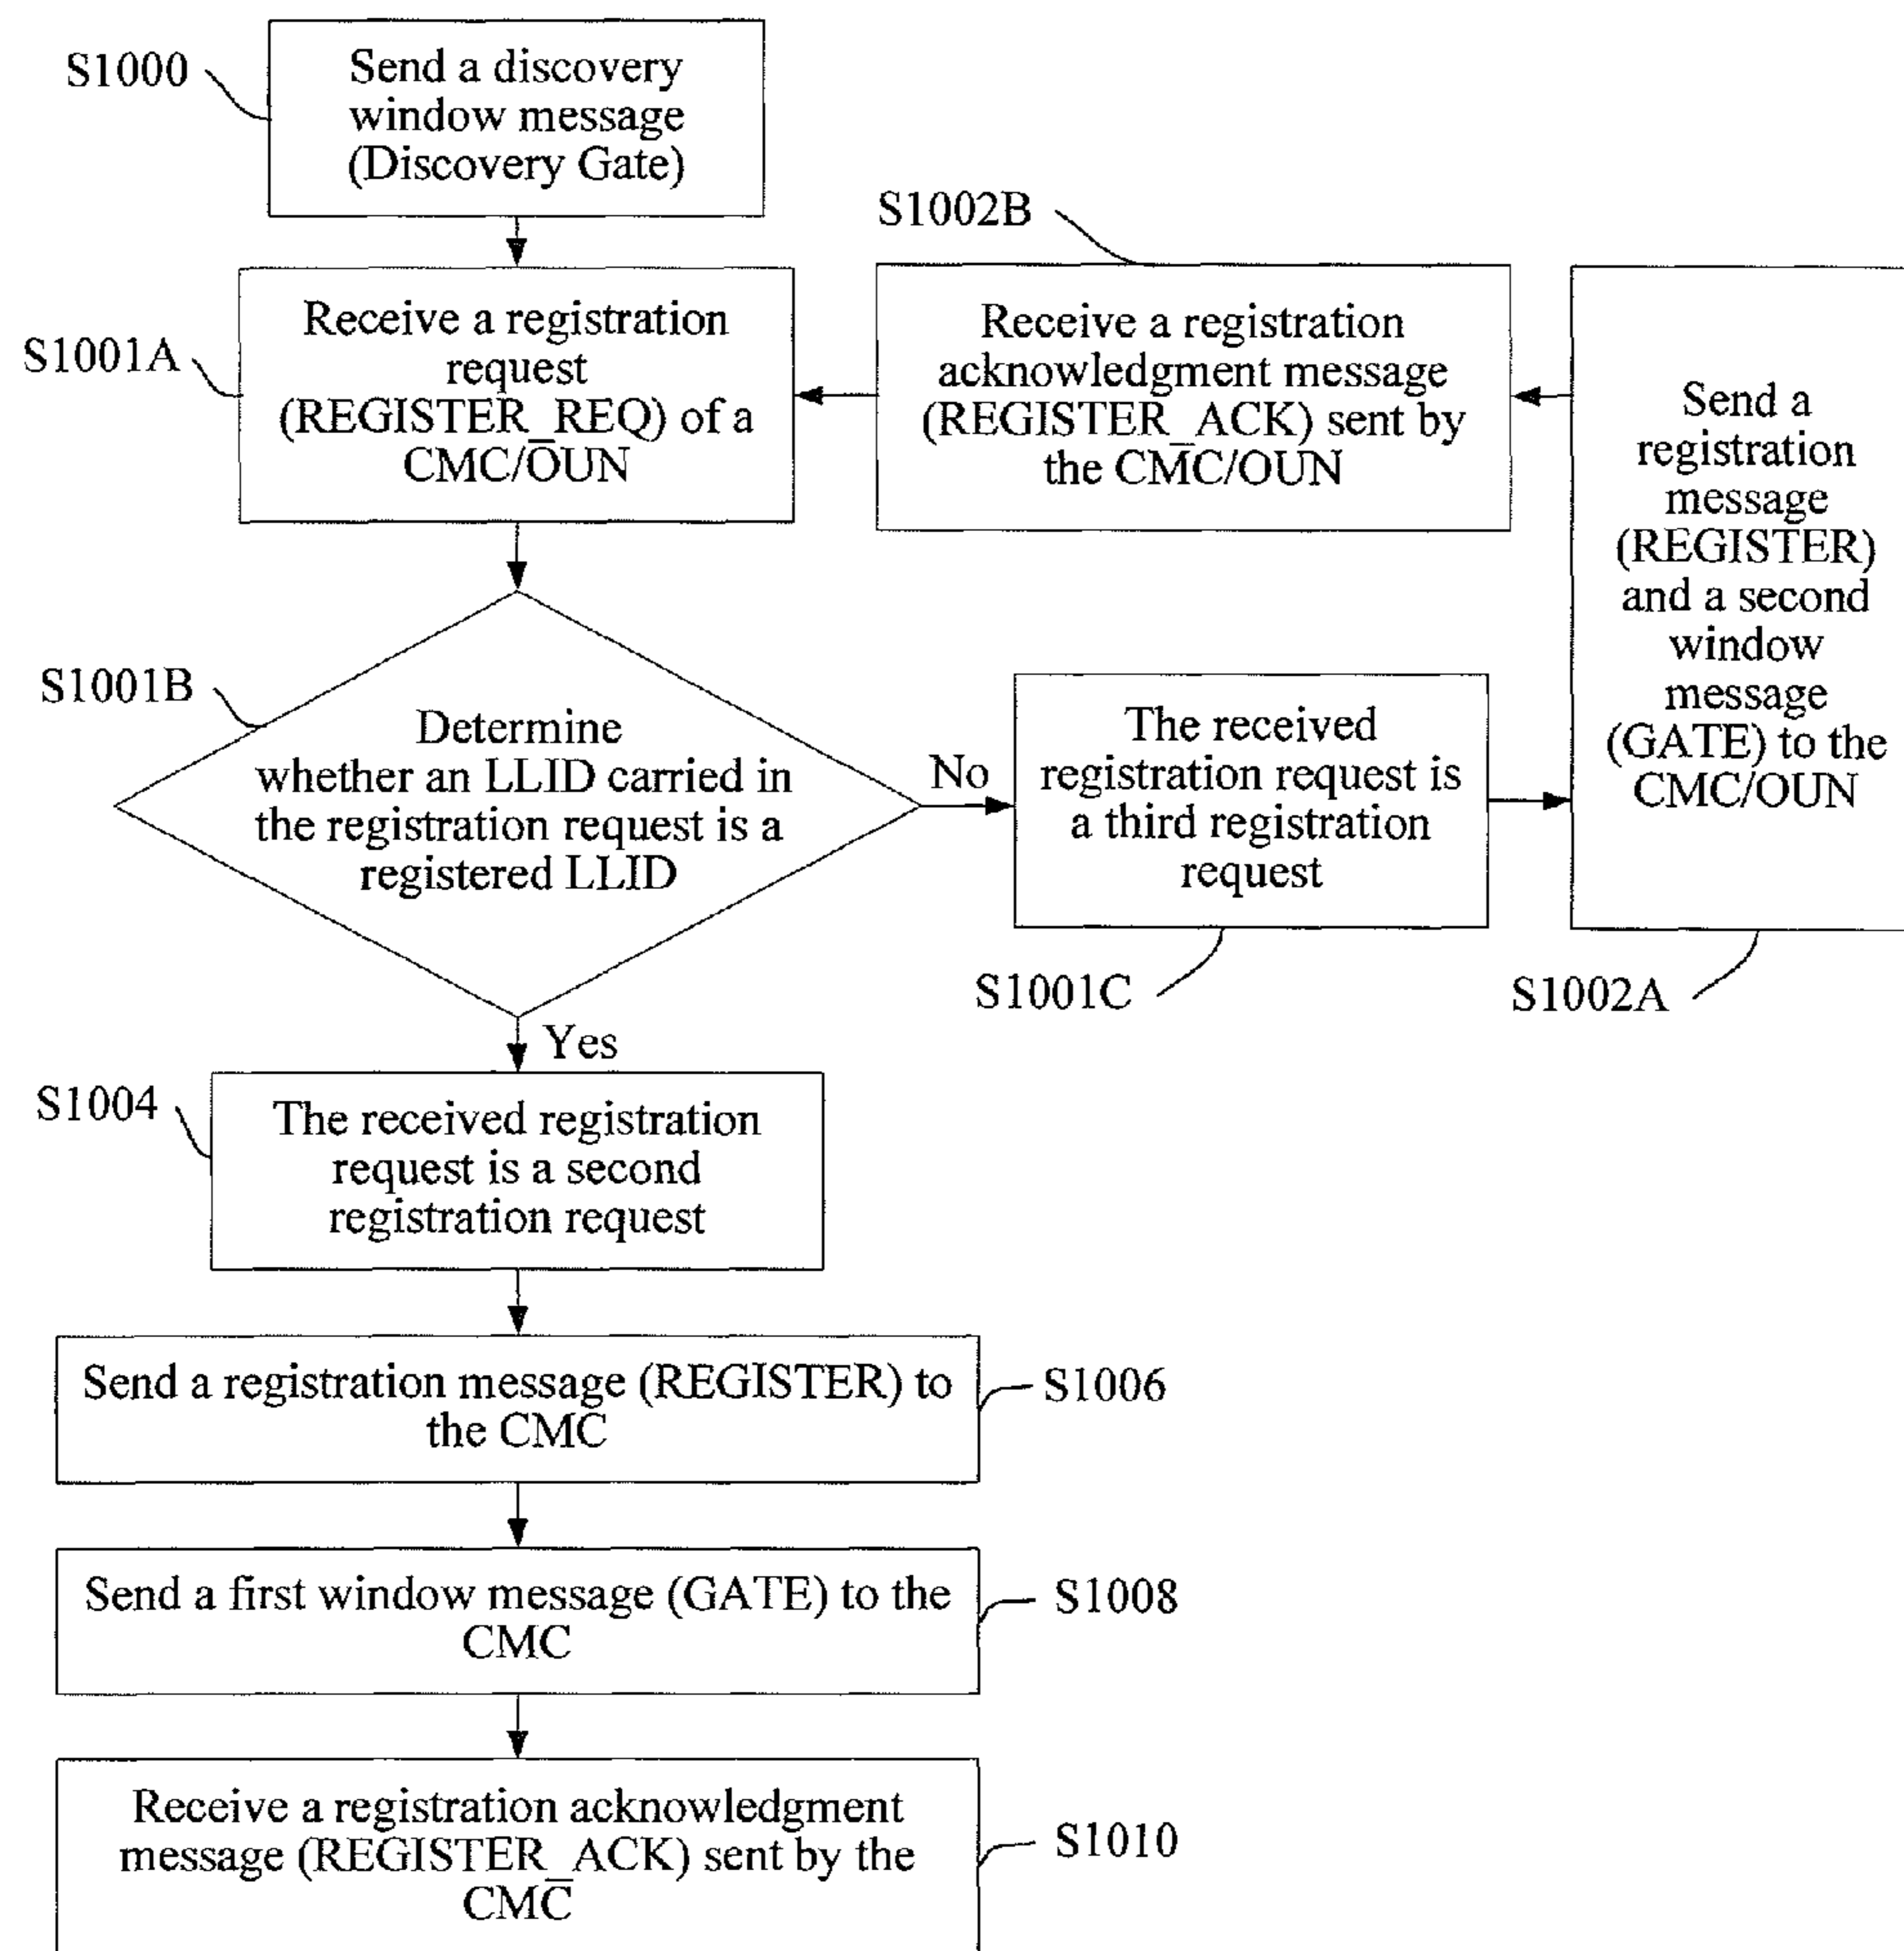 S1000
Send a discovery
window message
(Discovery Gate)
S1001A
Receive a registration
request
(REGISTER_REQ) of a
CMC/OUN
S1002B
Receive a registration
acknowledgment message
(REGISTER_ACK) sent by
the CMC/OUN
Send a
registration
message
(REGISTER)
and a second
window
message
(GATE) to the
CMC/OUN
S1002A
S1001B
Determine
whether an LLID carried in
the registration request is a
registered LLID
No
The received
registration request is
a third registration
request
S1001C
Yes
S1004
The received registration
request is a second
registration request
Send a registration message (REGISTER) to
the CMC
S1006
Send a first window message (GATE) to the
CMC
S1008
Receive a registration acknowledgment
message (REGISTER_ACK) sent by the
CMC
S1010